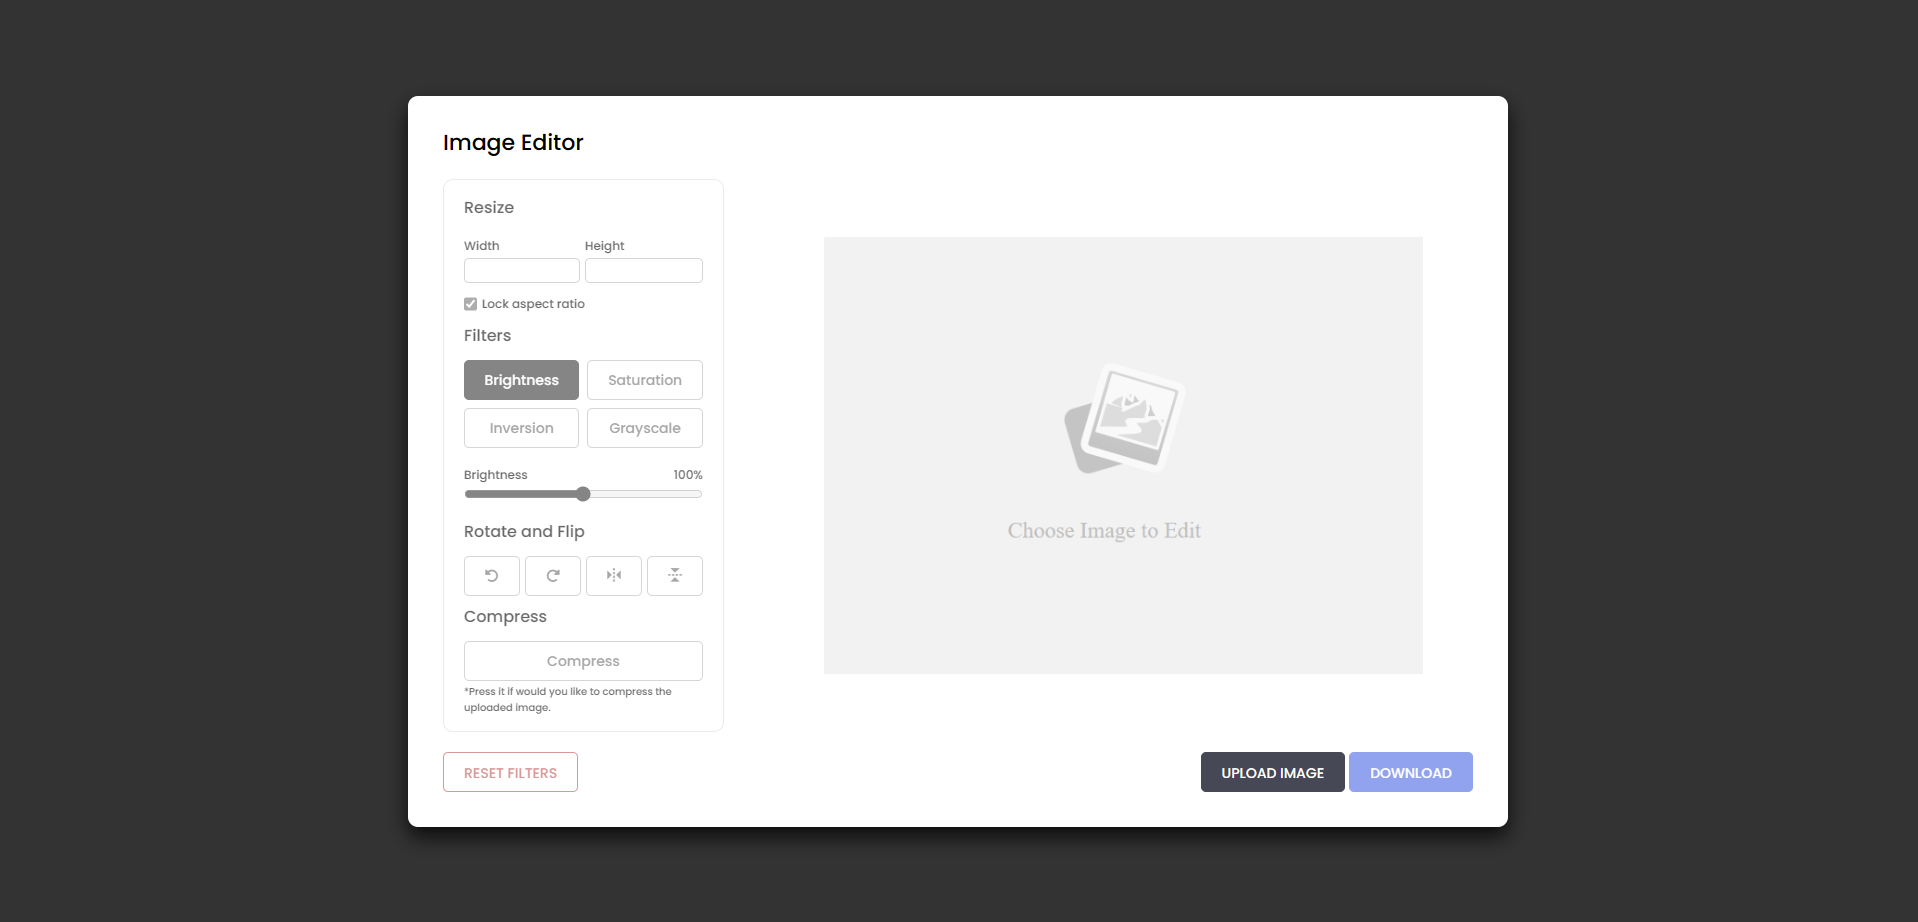 Image Editor
Resize
Width Height
Lock aspect ratio
Filters
Brightness Saturation
Inversion Grayscale
Brightness 100%
Rotate and Flip
Compress
Compress
*Press it if would you like to compress the
uploaded image.
Choose Image to Edit
RESET FILTERS
UPLOAD IMAGE DOWNLOAD